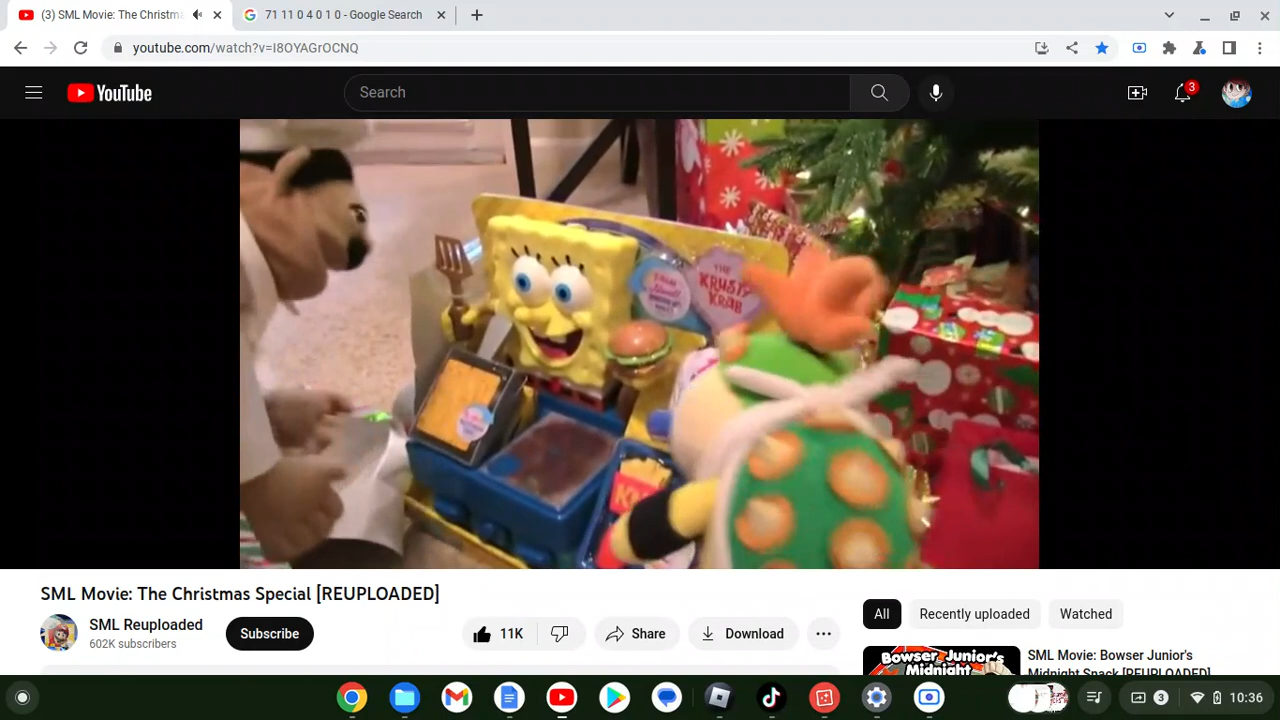 (3) SML Movie: The Christma
71 11 0 4 0 1 0 - Google Search
youtube.com/watch?v=I8OYAGrOCNQ
YouTube
Search
3
THE
KRUSTY
KRAB
SML Movie: The Christmas Special [REUPLOADED]
SML Reuploaded
602K subscribers
Subscribe
11K
Share
Download
All
Recently uploaded
Watched
Bowser Junior's
Midnight Snack
SML Movie: Bowser Junior's
Midnight Snack [REUPLOADED]
3
10:36